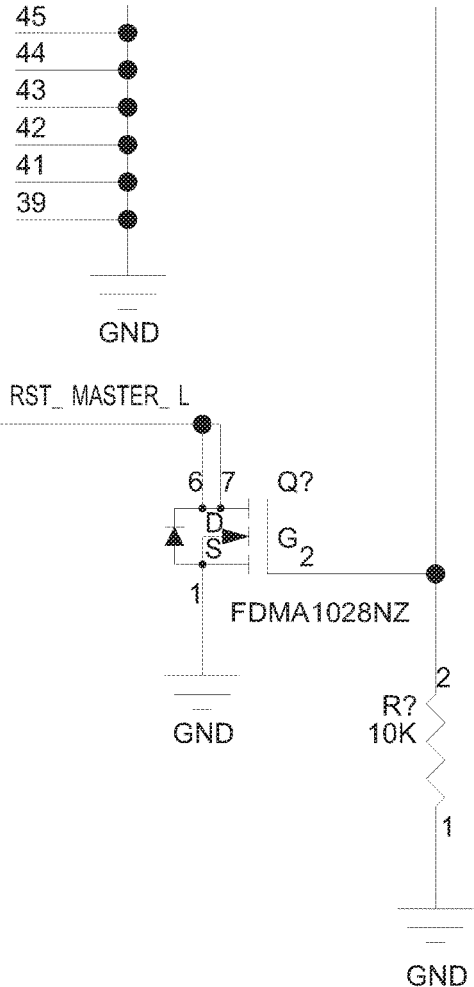 45
44
43
42
41
39
GND
RST_ MASTER_ L
6 7 Q?
D
S
G 2
1
FDMA1028NZ
GND
2
R?
10K
1
GND